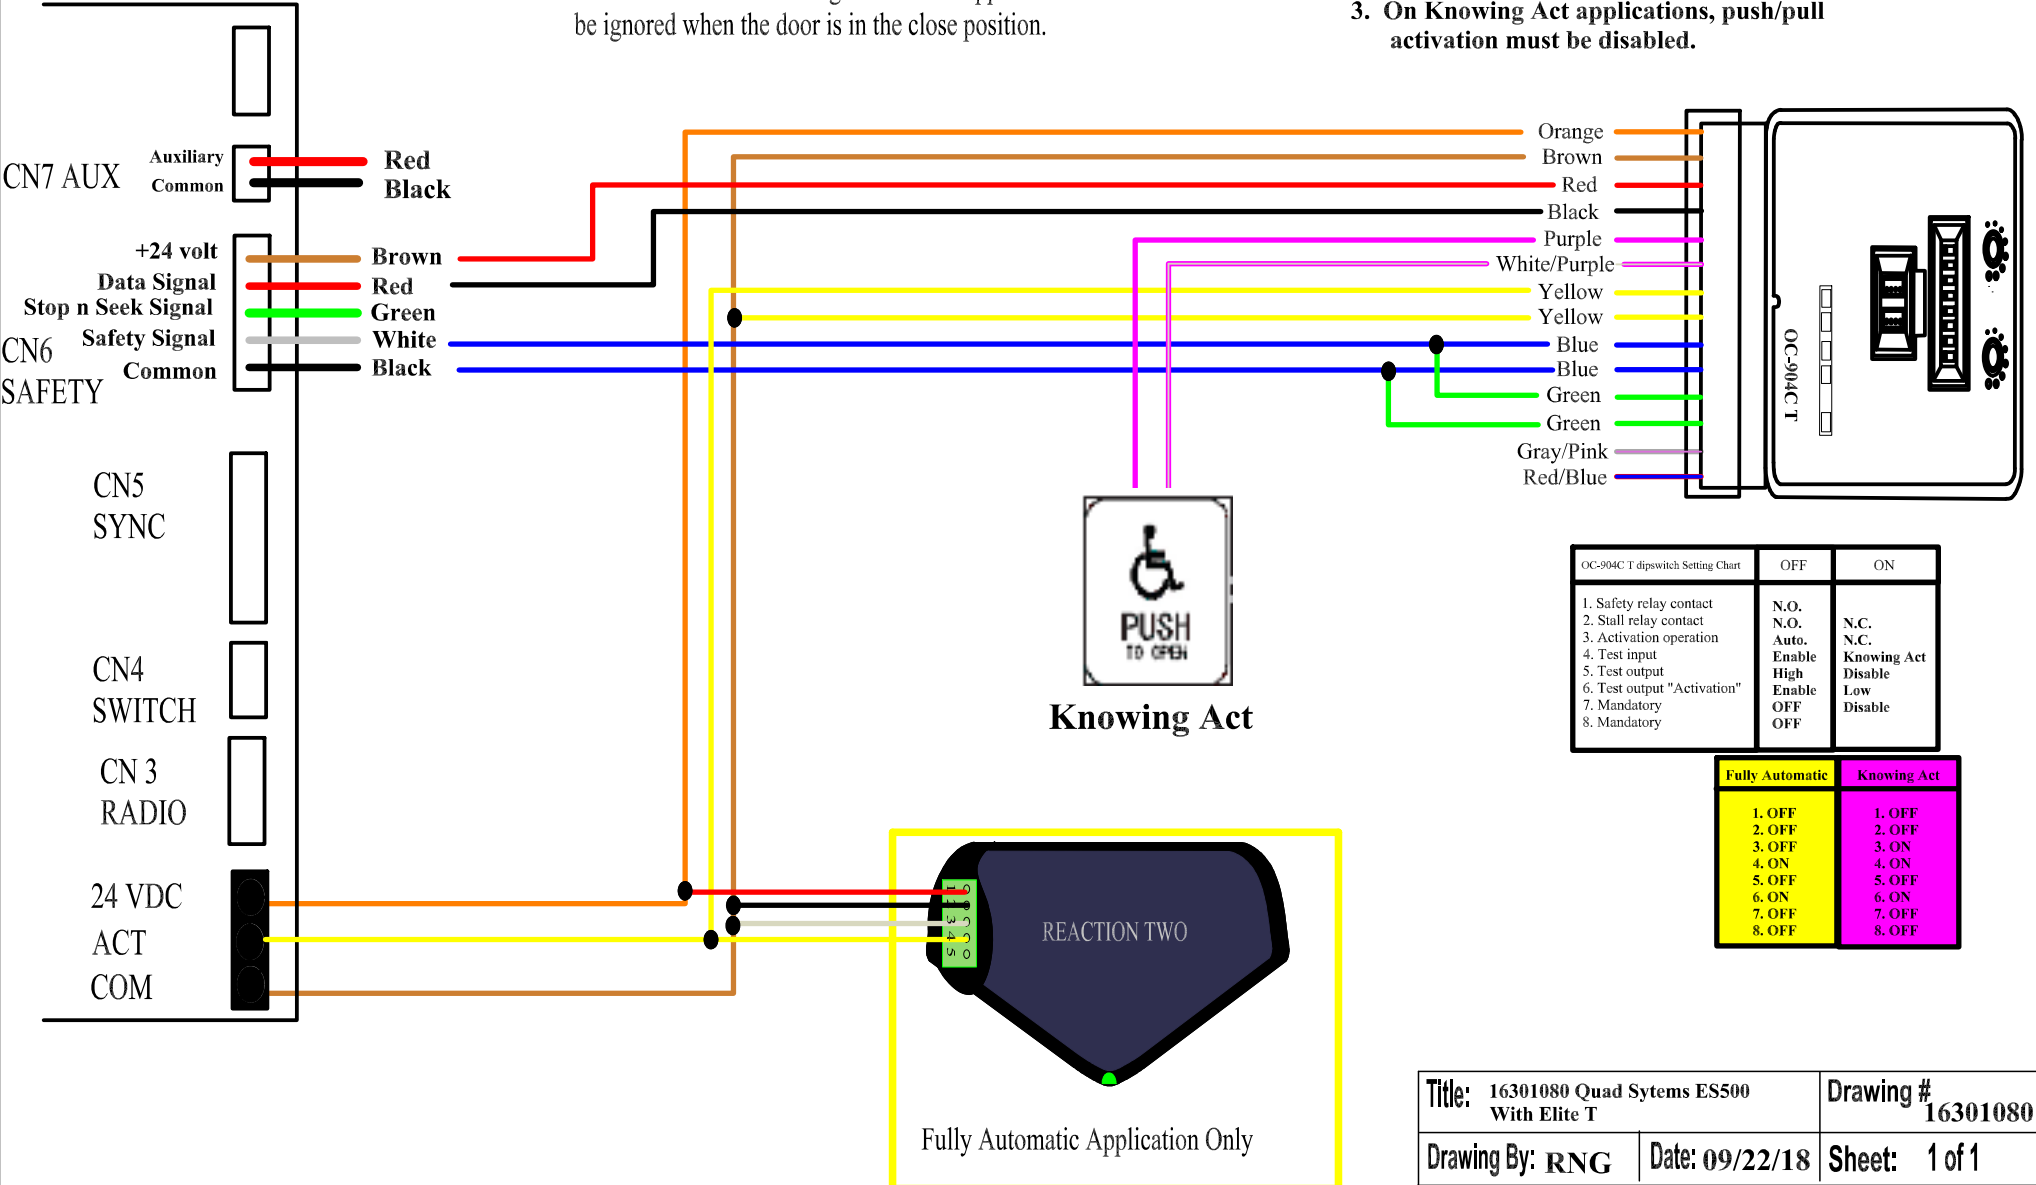 be ignored when the door is in the close position.
3. On Knowing Act applications, push/pull
activation must be disabled.
CN7 AUX
Auxiliary
Common
Red
Black
+24 volt
Data Signal
Stop n Seek Signal
Safety Signal
Common
CN6
SAFETY
Brown
Red
Green
White
Black
CN5
SYNC
CN4
SWITCH
CN 3
RADIO
24 VDC
ACT
COM
Orange
Brown
Red
Black
Purple
White/Purple
Yellow
Yellow
Blue
Blue
Green
Green
Gray/Pink
Red/Blue
OC-904C T
PUSH
TO OPEN
Knowing Act
OC-904C T dipswitch Setting Chart OFF ON
1. Safety relay contact N.O.
2. Stall relay contact N.O. N.C.
3. Activation operation Auto. N.C.
4. Test input Enable Knowing Act
5. Test output High Disable
6. Test output "Activation" Enable Low
7. Mandatory OFF Disable
8. Mandatory OFF
Fully Automatic Knowing Act
1. OFF 1. OFF
2. OFF 2. OFF
3. OFF 3. ON
4. ON 4. ON
5. OFF 5. OFF
6. ON 6. ON
7. OFF 7. OFF
8. OFF 8. OFF
1
2
3
4
5
REACTION TWO
Fully Automatic Application Only
Title: 16301080 Quad Sytems ES500
With Elite T
Drawing #
16301080
Drawing By: RNG
Date: 09/22/18
Sheet: 1 of 1